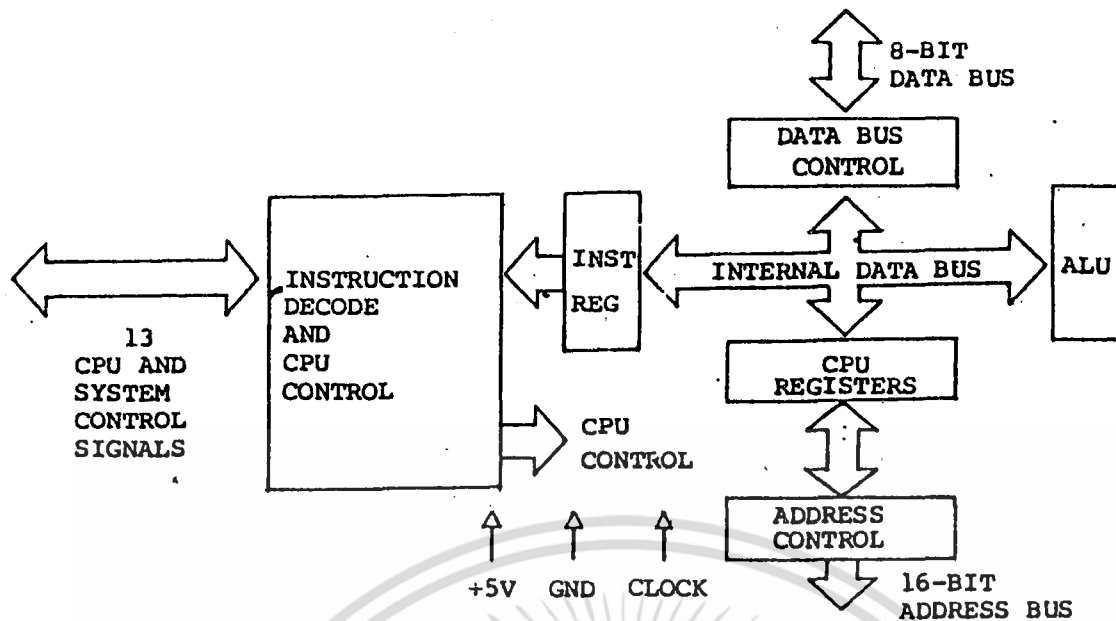 8-BIT
DATA BUS
DATA BUS
CONTROL
INSTRUCTION
DECODE
AND
CPU
CONTROL
INST
REG
INTERNAL DATA BUS
ALU
13
CPU AND
SYSTEM
CONTROL
SIGNALS
CPU
REGISTERS
CPU
CONTROL
ADDRESS
CONTROL
+5V GND CLOCK
16-BIT
ADDRESS BUS